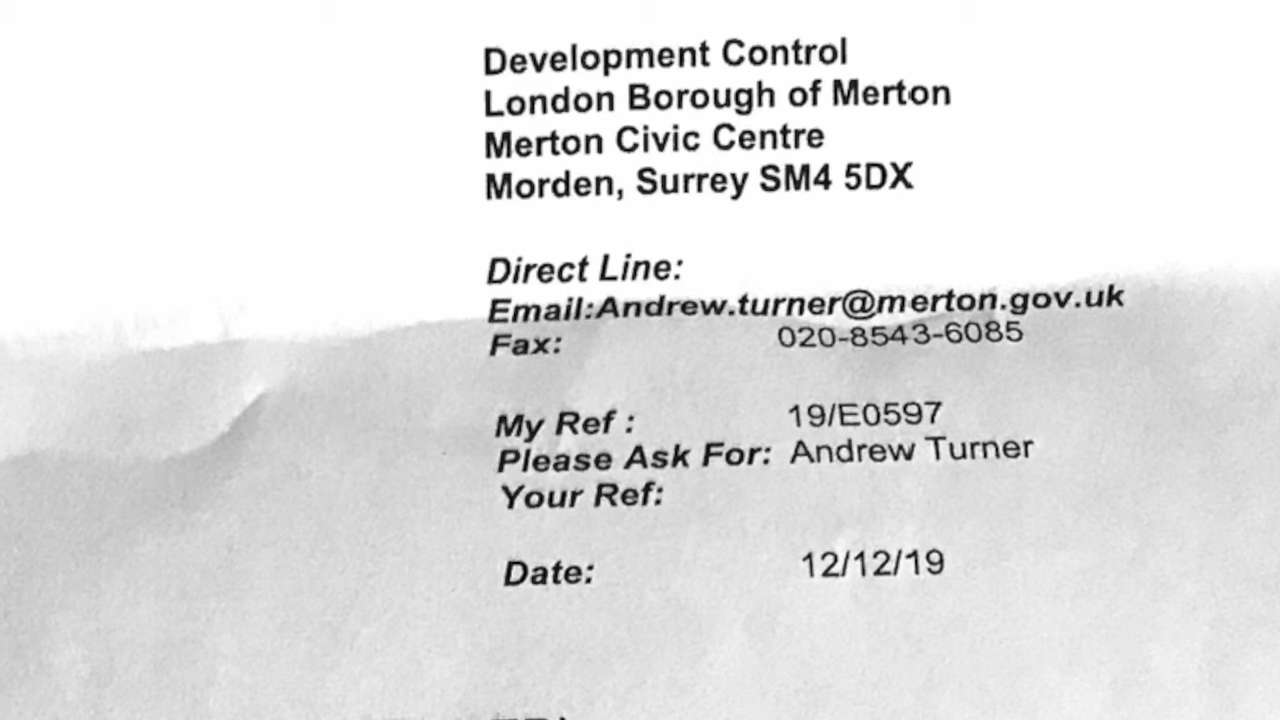 Development Control
London Borough of Merton
Merton Civic Centre
Morden, Surrey SM4 5DX
Direct Line:
Email:Andrew.turner@merton.gov.uk
Fax: 020-8543-6085
My Ref : 19/E0597
Please Ask For: Andrew Turner
Your Ref:
Date: 12/12/19